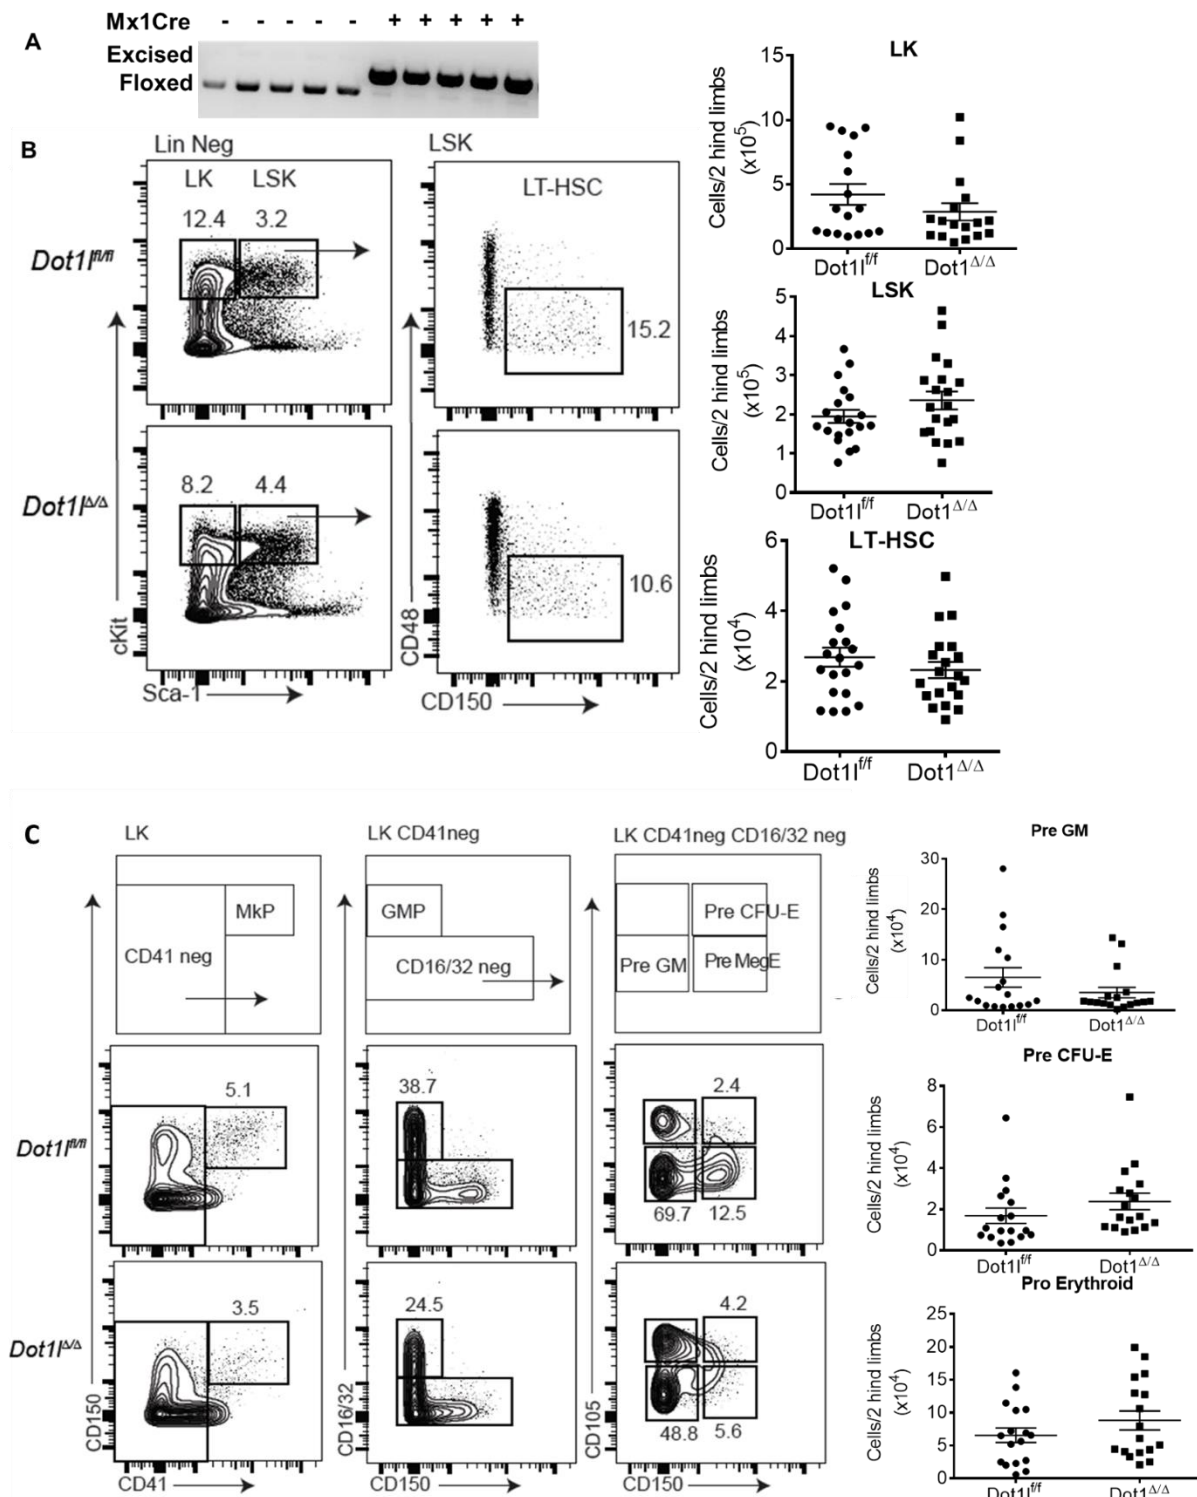 A
Mx1Cre - - - - - + + + + +
Excised
Floxed
B
Lin Neg
LK LSK
12.4 3.2
Dot1l^fl/fl
LSK
LT-HSC
15.2
Dot1l^Δ/Δ
8.2 4.4
10.6
cKit
Sca-1
CD48
CD150
LK
Cells/2 hind limbs
(x10^5)
15
10
5
0
Dot1l^f/f Dot1^Δ/Δ
LSK
Cells/2 hind limbs
(x10^5)
5
4
3
2
1
0
Dot1l^f/f Dot1^Δ/Δ
LT-HSC
Cells/2 hind limbs
(x10^4)
6
4
2
0
Dot1l^f/f Dot1^Δ/Δ
C
LK
MkP
CD41 neg
LK CD41neg
GMP
CD16/32 neg
LK CD41neg CD16/32 neg
Pre CFU-E
Pre GM Pre MegE
Dot1l^fl/fl
5.1
38.7
2.4
69.7 12.5
Dot1l^Δ/Δ
3.5
24.5
4.2
48.8 5.6
CD150
CD41
CD16/32
CD150
CD105
CD150
Pre GM
Cells/2 hind limbs
(x10^4)
30
20
10
0
Dot1l^f/f Dot1^Δ/Δ
Pre CFU-E
Cells/2 hind limbs
(x10^4)
8
6
4
2
0
Dot1l^f/f Dot1^Δ/Δ
Pro Erythroid
Cells/2 hind limbs
(x10^4)
25
20
15
10
5
0
Dot1l^f/f Dot1^Δ/Δ